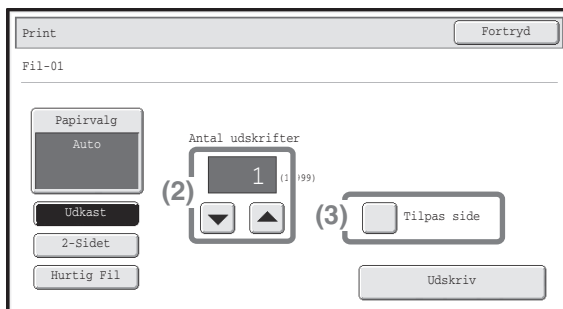 Print
Fortryd
Fil-01
Papirvalg
Auto
Antal udskrifter
(2)
1
99)
(3)
Tilpas side
Udkast
2-Sidet
Hurtig Fil
Udskriv